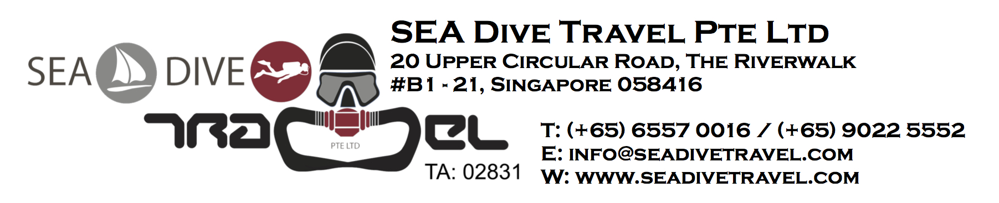 SEA DIVE
TRAVEL
PTE LTD
TA: 02831
SEA DIVE TRAVEL PTE LTD
20 UPPER CIRCULAR ROAD, THE RIVERWALK
#B1 - 21, SINGAPORE 058416
T: (+65) 6557 0016 / (+65) 9022 5552
E: INFO@SEADIVETRAVEL.COM
W: WWW.SEADIVETRAVEL.COM